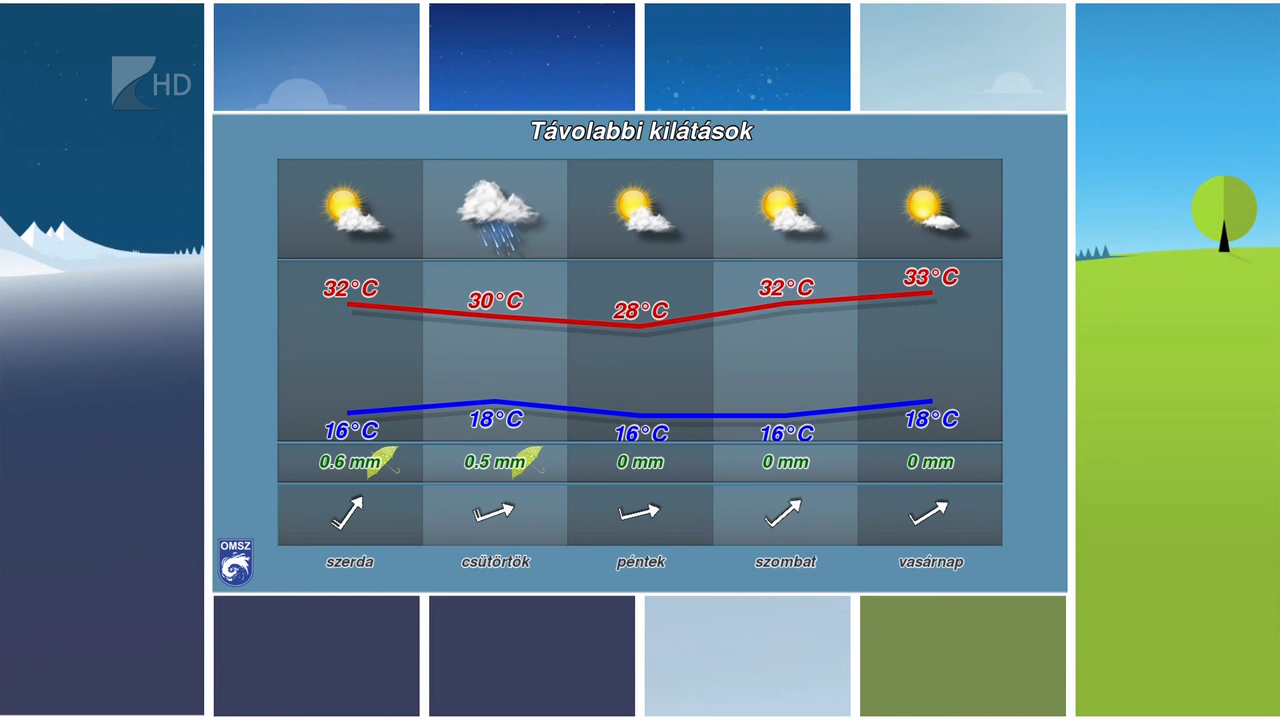 HD
Távolabbi kilátások
32°C 30°C 28°C 32°C 33°C
16°C 18°C 16°C 16°C 18°C
0.6 mm 0.5 mm 0 mm 0 mm 0 mm
OMSZ
szerda csütörtök péntek szombat vasárnap